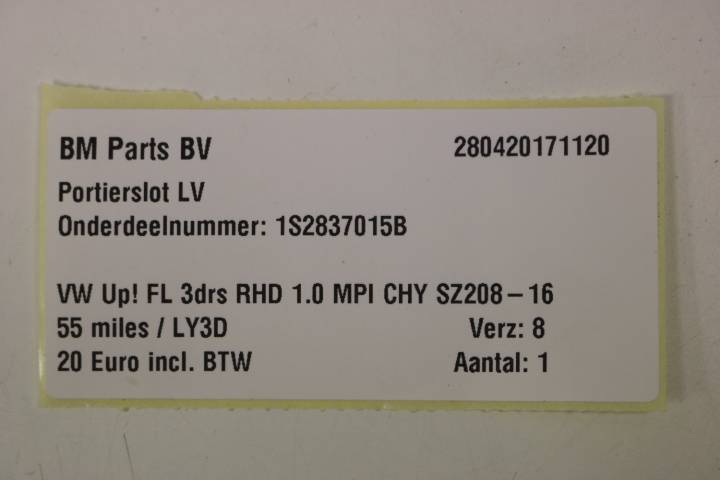 BM Parts BV 280420171120
Portierslot LV
Onderdeelnummer: 1S2837015B
VW Up! FL 3drs RHD 1.0 MPI CHY SZ208-16
55 miles / LY3D Verz: 8
20 Euro incl. BTW Aantal: 1